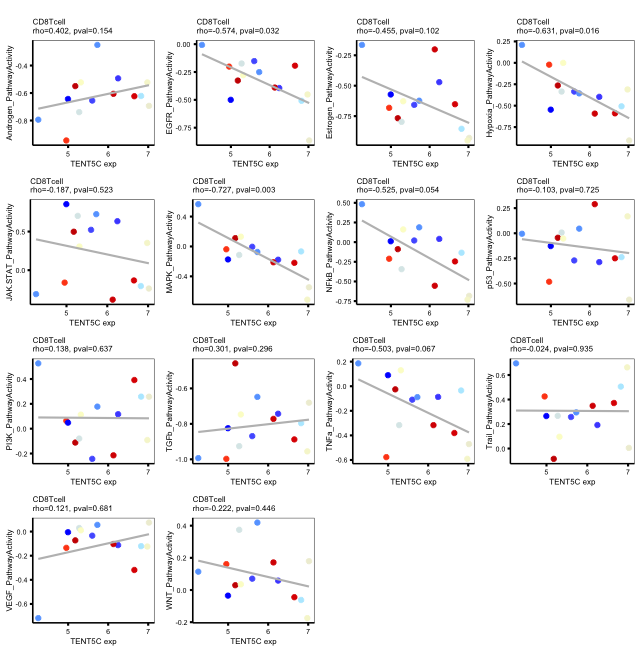 CD8Tcell
rho=0.402, pval=0.154
Androgen_PathwayActivity
-0.4
-0.6
-0.8
5
6
7
TENT5C exp
CD8Tcell
rho=-0.574, pval=0.032
EGFR_PathwayActivity
0.00
-0.25
-0.50
-0.75
5
6
7
TENT5C exp
CD8Tcell
rho=-0.455, pval=0.102
Estrogen_PathwayActivity
-0.25
-0.50
-0.75
5
6
7
TENT5C exp
CD8Tcell
rho=-0.631, pval=0.016
Hypoxia_PathwayActivity
0.25
0.00
-0.25
-0.50
-0.75
5
6
7
TENT5C exp
CD8Tcell
rho=-0.187, pval=0.523
JAK-STAT_PathwayActivity
0.5
0.0
5
6
7
TENT5C exp
CD8Tcell
rho=-0.727, pval=0.003
MAPK_PathwayActivity
0.4
0.0
-0.4
5
6
7
TENT5C exp
CD8Tcell
rho=-0.525, pval=0.054
NFkB_PathwayActivity
0.50
0.25
0.00
-0.25
-0.50
-0.75
5
6
7
TENT5C exp
CD8Tcell
rho=-0.103, pval=0.725
p53_PathwayActivity
0.25
0.00
-0.25
-0.50
5
6
7
TENT5C exp
CD8Tcell
rho=0.138, pval=0.637
PI3K_PathwayActivity
0.4
0.2
0.0
-0.2
5
6
7
TENT5C exp
CD8Tcell
rho=0.301, pval=0.296
TGFb_PathwayActivity
-0.6
-0.8
-1.0
5
6
7
TENT5C exp
CD8Tcell
rho=-0.503, pval=0.067
TNFa_PathwayActivity
0.2
0.0
-0.2
-0.4
-0.6
5
6
7
TENT5C exp
CD8Tcell
rho=-0.024, pval=0.935
Trail_PathwayActivity
0.6
0.4
0.2
0.0
5
6
7
TENT5C exp
CD8Tcell
rho=0.121, pval=0.681
VEGF_PathwayActivity
0.0
-0.2
-0.4
-0.6
5
6
7
TENT5C exp
CD8Tcell
rho=-0.222, pval=0.446
WNT_PathwayActivity
0.4
0.2
0.0
-0.2
5
6
7
TENT5C exp